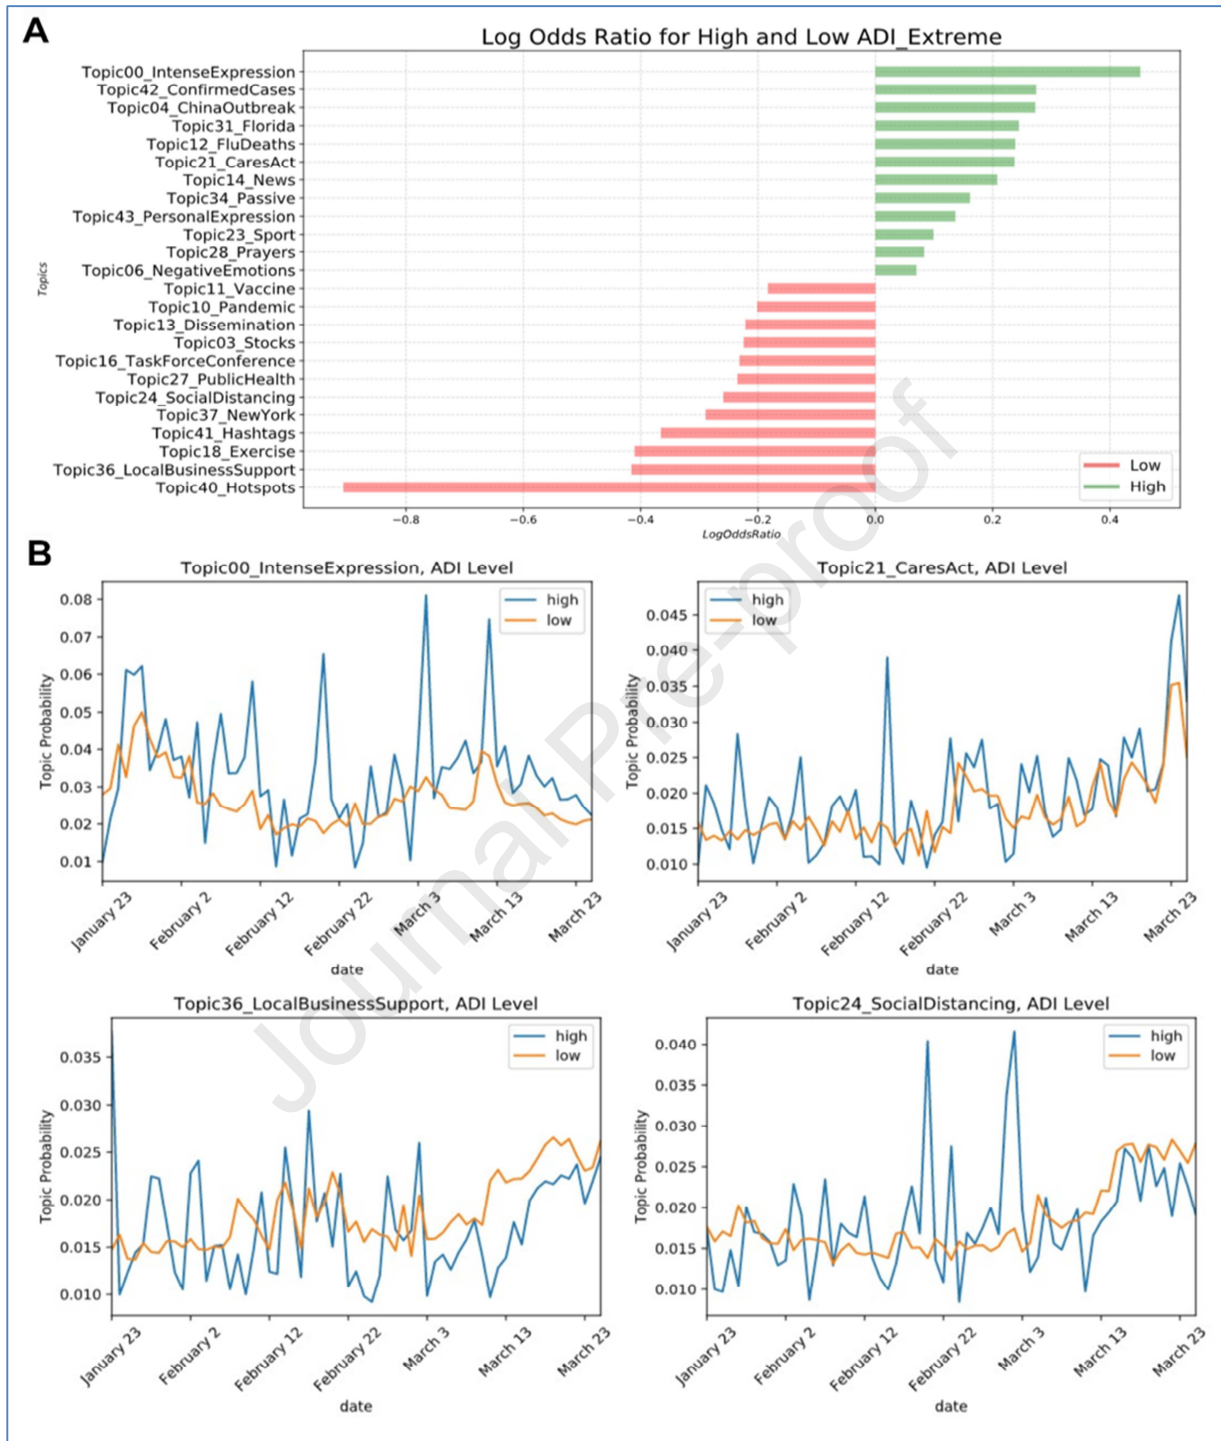 A
Log Odds Ratio for High and Low ADI_Extreme
Topics
Topic00_IntenseExpression
Topic42_ConfirmedCases
Topic04_ChinaOutbreak
Topic31_Florida
Topic12_FluDeaths
Topic21_CaresAct
Topic14_News
Topic34_Passive
Topic43_PersonalExpression
Topic23_Sport
Topic28_Prayers
Topic06_NegativeEmotions
Topic11_Vaccine
Topic10_Pandemic
Topic13_Dissemination
Topic03_Stocks
Topic16_TaskForceConference
Topic27_PublicHealth
Topic24_SocialDistancing
Topic37_NewYork
Topic41_Hashtags
Topic18_Exercise
Topic36_LocalBusinessSupport
Topic40_Hotspots
Low
High
−0.8 −0.6 −0.4 −0.2 0.0 0.2 0.4
LogOddsRatio
Journal Pre-proof
B
Topic00_IntenseExpression, ADI Level
high
low
Topic Probability
0.08
0.07
0.06
0.05
0.04
0.03
0.02
0.01
January 23 February 2 February 12 February 22 March 3 March 13 March 23
date
Topic21_CaresAct, ADI Level
high
low
Topic Probability
0.045
0.040
0.035
0.030
0.025
0.020
0.015
0.010
January 23 February 2 February 12 February 22 March 3 March 13 March 23
date
Topic36_LocalBusinessSupport, ADI Level
high
low
Topic Probability
0.035
0.030
0.025
0.020
0.015
0.010
January 23 February 2 February 12 February 22 March 3 March 13 March 23
date
Topic24_SocialDistancing, ADI Level
high
low
Topic Probability
0.040
0.035
0.030
0.025
0.020
0.015
0.010
January 23 February 2 February 12 February 22 March 3 March 13 March 23
date